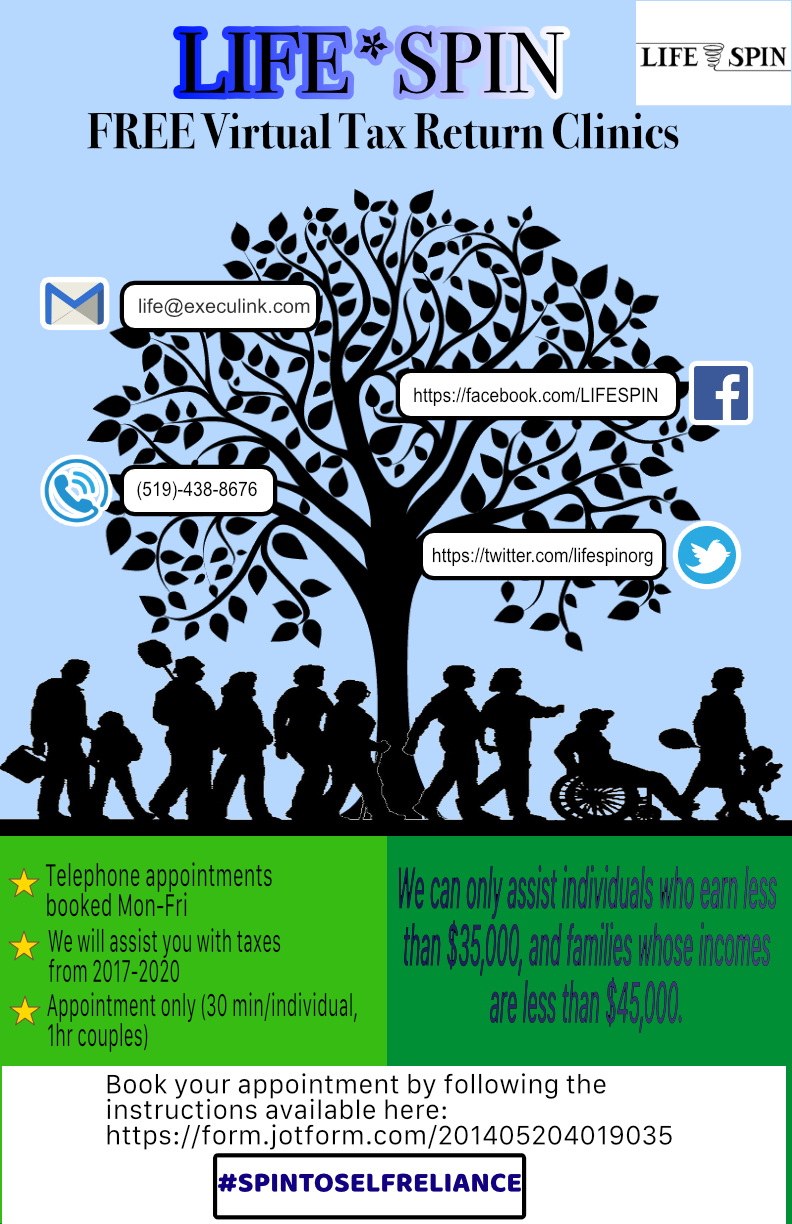 LIFE*SPIN
LIFE SPIN
FREE Virtual Tax Return Clinics
life@execulink.com
https://facebook.com/LIFESPIN
(519)-438-8676
https://twitter.com/lifespinorg
Telephone appointments
booked Mon-Fri
We will assist you with taxes
from 2017-2020
Appointment only (30 min/individual,
1hr couples)
We can only assist individuals who earn less
than $35,000, and families whose incomes
are less than $45,000.
Book your appointment by following the
instructions available here:
https://form.jotform.com/201405204019035
#SPINTOSELFRELIANCE